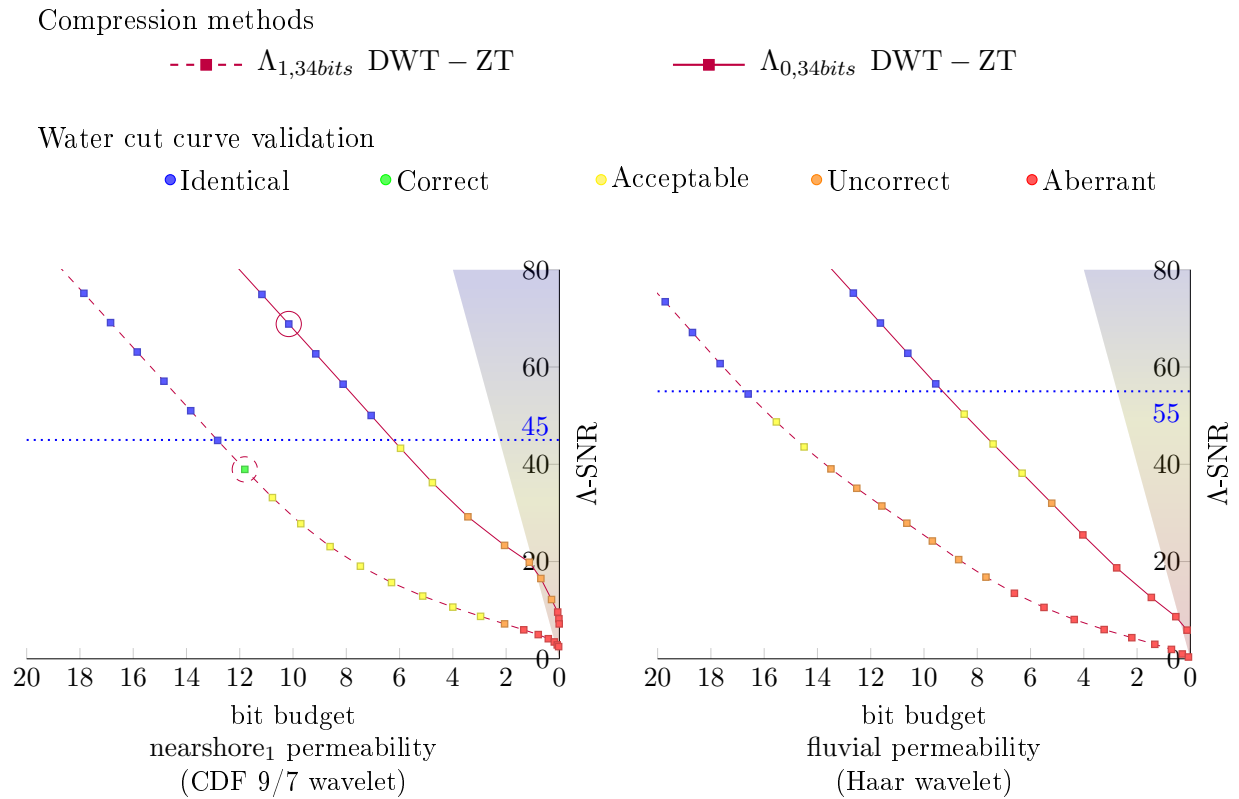 Compression methods
Λ1,34bits DWT − ZT
Λ0,34bits DWT − ZT
Water cut curve validation
Identical
Correct
Acceptable
Uncorrect
Aberrant
80
60
45
40
20
0
Λ-SNR
20 18 16 14 12 10 8 6 4 2 0
bit budget
nearshore1 permeability
(CDF 9/7 wavelet)
80
60
55
40
20
0
Λ-SNR
20 18 16 14 12 10 8 6 4 2 0
bit budget
fluvial permeability
(Haar wavelet)